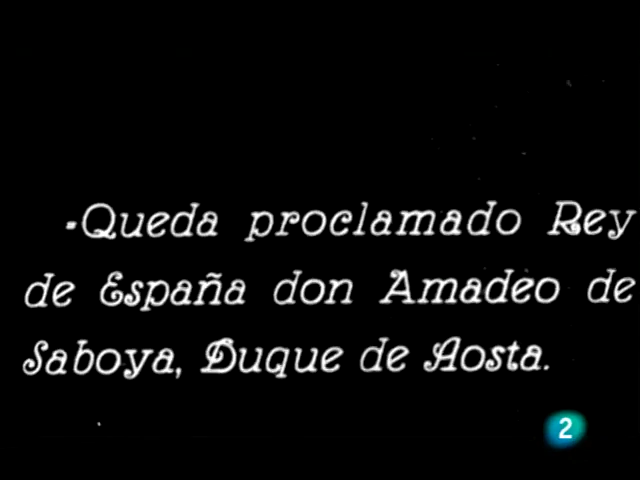 -Queda proclamado Rey
de España don Amadeo de
Saboya, Duque de Aosta.
2